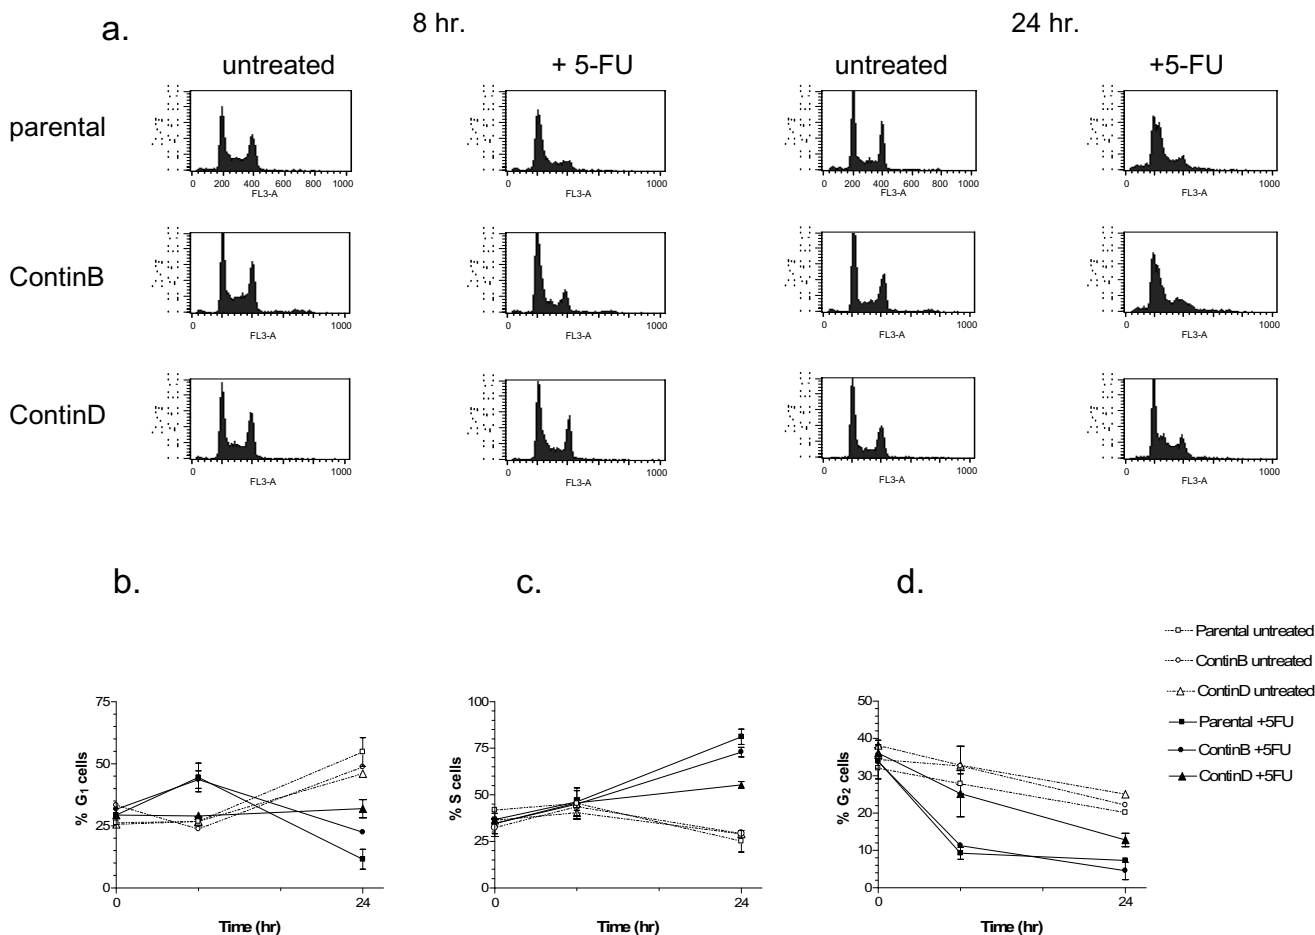 a.
8 hr.
24 hr.
untreated
+ 5-FU
untreated
+5-FU
parental
0 200 400 600 800 1000
FL3-A
0 200 400 600 800 1000
FL3-A
0 200 400 600 800 1000
FL3-A
0 1000
FL3-A
ContinB
0 1000
FL3-A
0 1000
FL3-A
0 1000
FL3-A
0 1000
FL3-A
ContinD
0 1000
FL3-A
0 1000
FL3-A
0 1000
FL3-A
0 1000
FL3-A
b.
c.
d.
Parental untreated
ContinB untreated
ContinD untreated
Parental +5FU
ContinB +5FU
ContinD +5FU
% G1 cells
75
50
25
0
0 24
Time (hr)
% S cells
100
75
50
25
0
0 24
Time (hr)
% G2 cells
50
40
30
20
10
0
0 24
Time (hr)